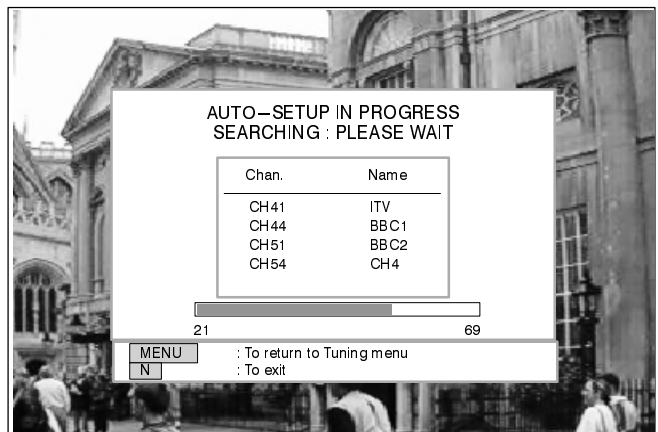 AUTO–SETUP IN PROGRESS
SEARCHING : PLEASE WAIT
Chan. Name
CH41 ITV
CH44 BBC1
CH51 BBC2
CH54 CH4
21 69
MENU : To return to Tuning menu
N : To exit